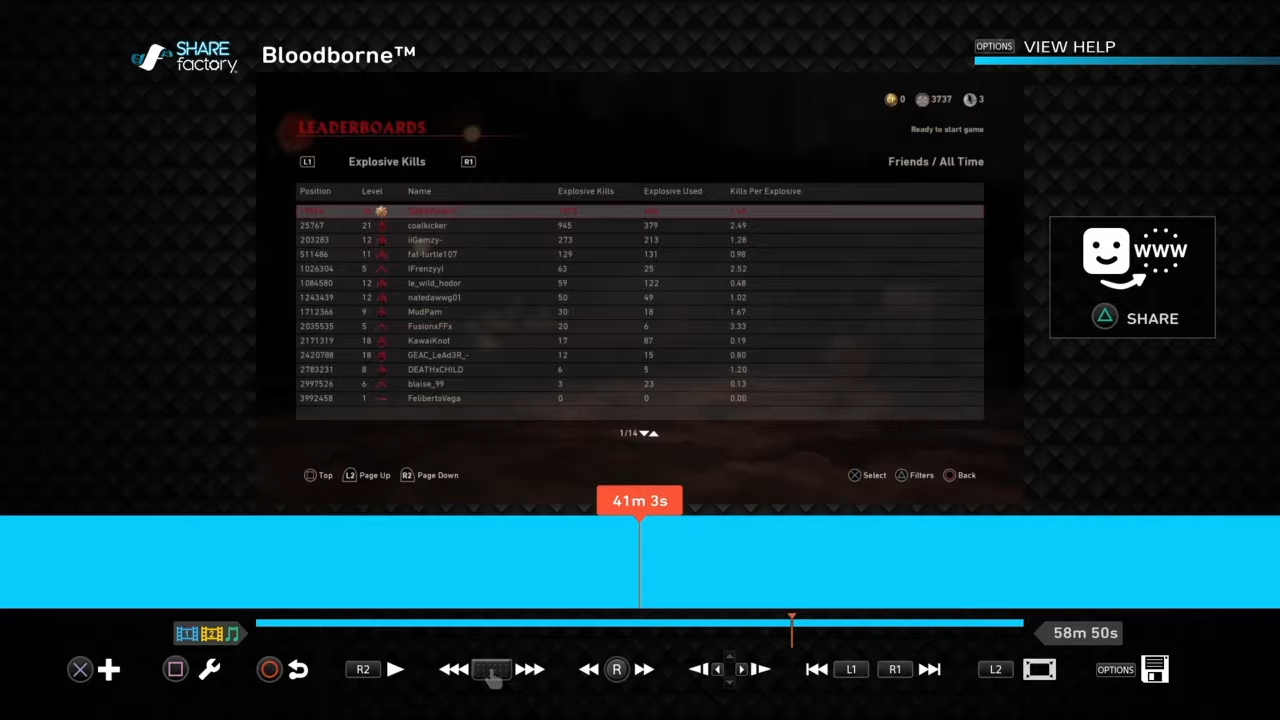 SHARE
factory™
Bloodborne™
OPTIONS VIEW HELP
0 3737 3
LEADERBOARDS
Ready to start game
L1 Explosive Kills R1
Friends / All Time
Position Level Name Explosive Kills Explosive Used Kills Per Explosive
25767 21 coalkicker 945 379 2.49
203283 12 iiGamzy- 273 213 1.28
511486 11 fat-turtle107 129 131 0.98
1026304 5 IFrenzyyI 63 25 2.52
1084580 12 le_wild_hodor 59 122 0.48
1243439 12 natedawwg01 50 49 1.02
1712366 9 MudPam 30 18 1.67
2035535 5 FusionxFFx 20 6 3.33
2171319 18 KawaiKnot 17 87 0.19
2420788 18 GEAC_LeAd3R_- 12 15 0.80
2783231 8 DEATHxCHILD 6 5 1.20
2997526 6 blaise_99 3 23 0.13
3992458 1 FelibertoVega 0 0 0.00
1/14
Top L2 Page Up R2 Page Down
Select Filters Back
WWW
SHARE
41m 3s
1 2
58m 50s
R2 R L1 R1 L2 OPTIONS